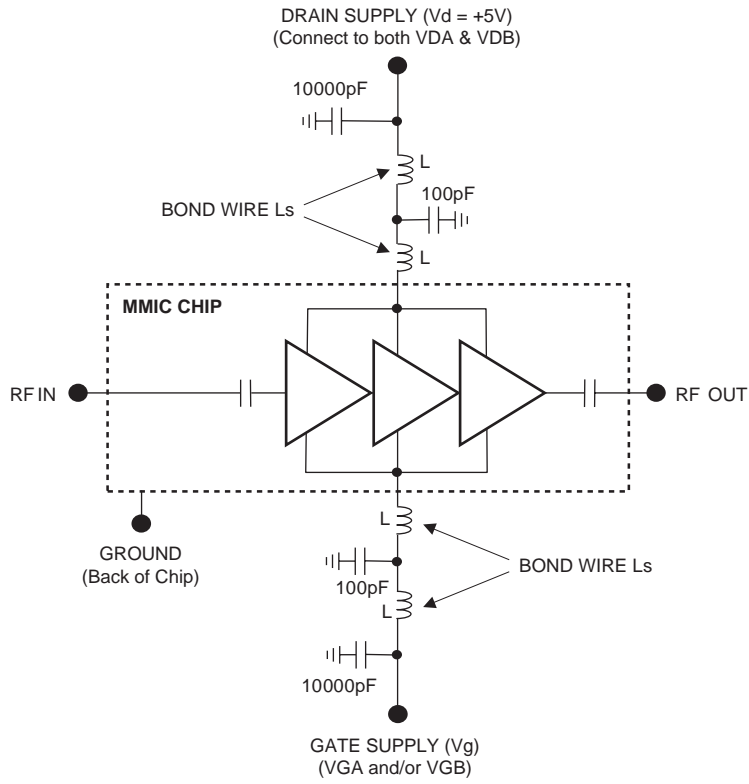 DRAIN SUPPLY (Vd = +5V)
(Connect to both VDA & VDB)
10000pF
L
100pF
BOND WIRE Ls
L
MMIC CHIP
RF IN
RF OUT
L
GROUND
(Back of Chip)
BOND WIRE Ls
100pF
L
10000pF
GATE SUPPLY (Vg)
(VGA and/or VGB)